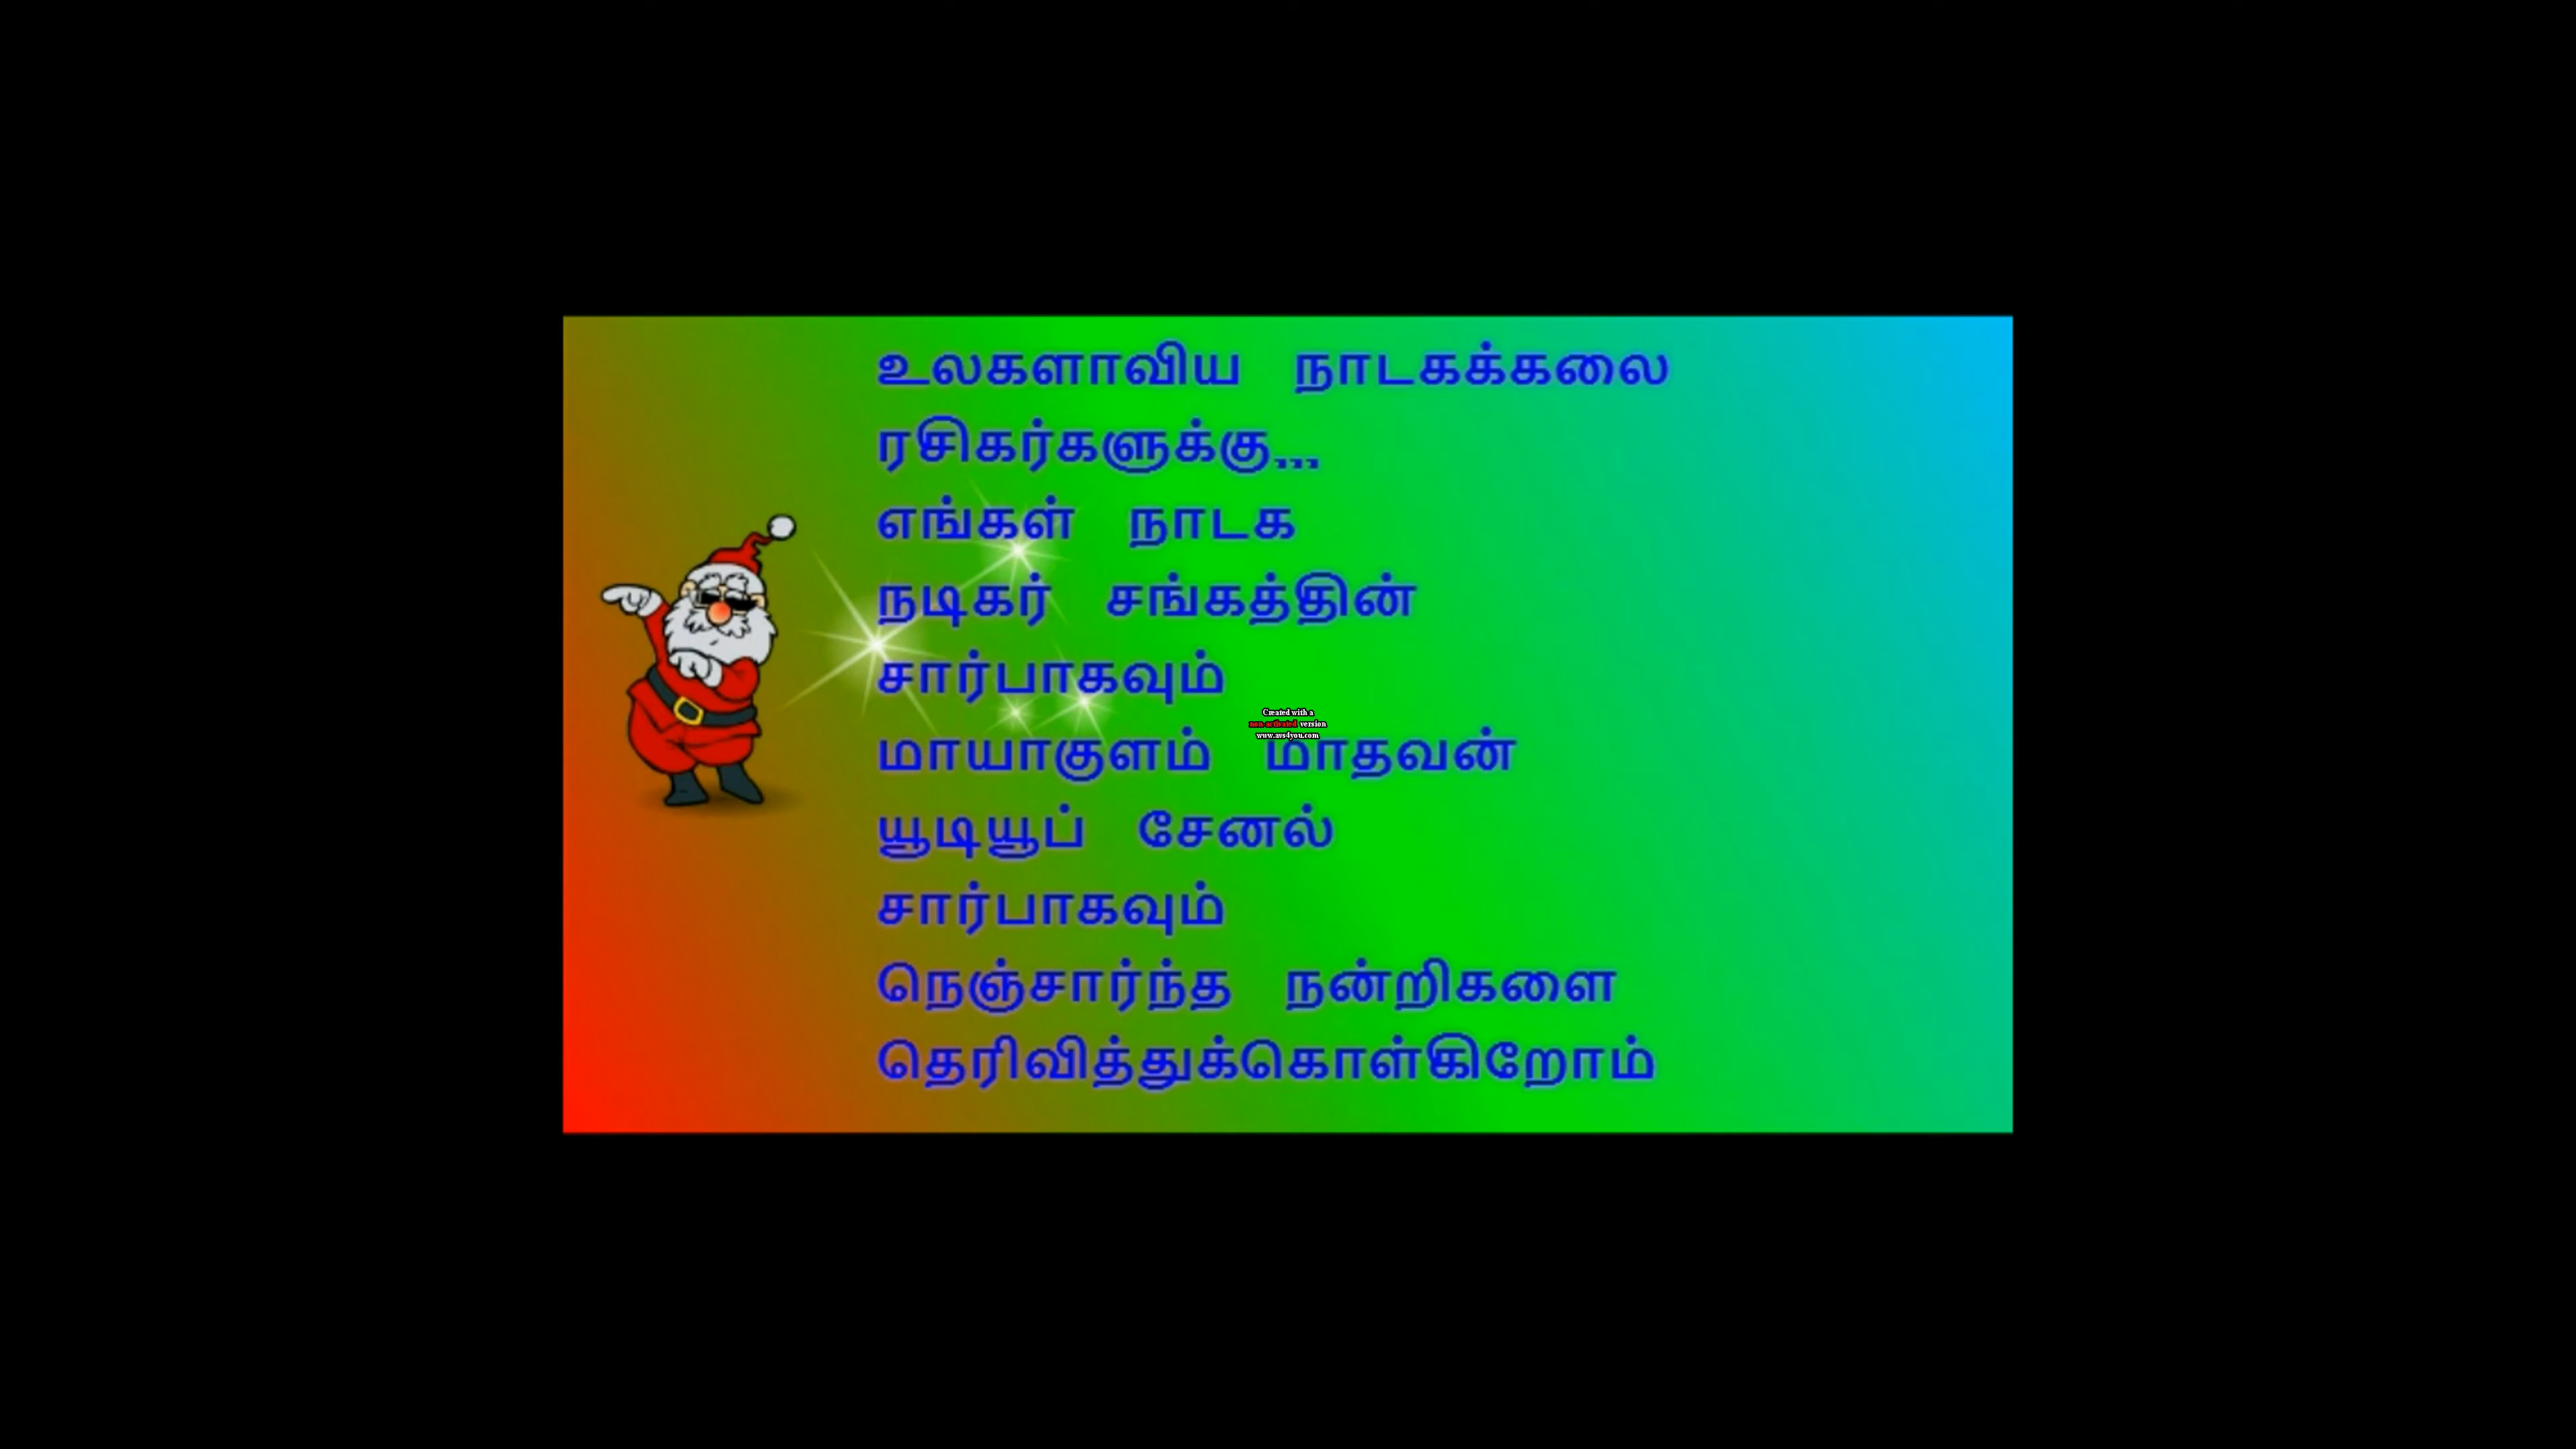 உலகளாவிய நாடகக்கலை
ரசிகர்களுக்கு,,,
எங்கள் நாடக
நடிகர் சங்கத்தின்
சார்பாகவும்
Created with a
non-activated version
www.avs4you.com
மாயாகுளம் மாதவன்
யூடியூப் சேனல்
சார்பாகவும்
நெஞ்சார்ந்த நன்றிகளை
தெரிவித்துக்கொள்கிறோம்